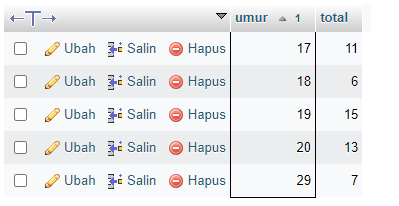 umur 1 total
Ubah Salin Hapus 17 11
Ubah Salin Hapus 18 6
Ubah Salin Hapus 19 15
Ubah Salin Hapus 20 13
Ubah Salin Hapus 29 7